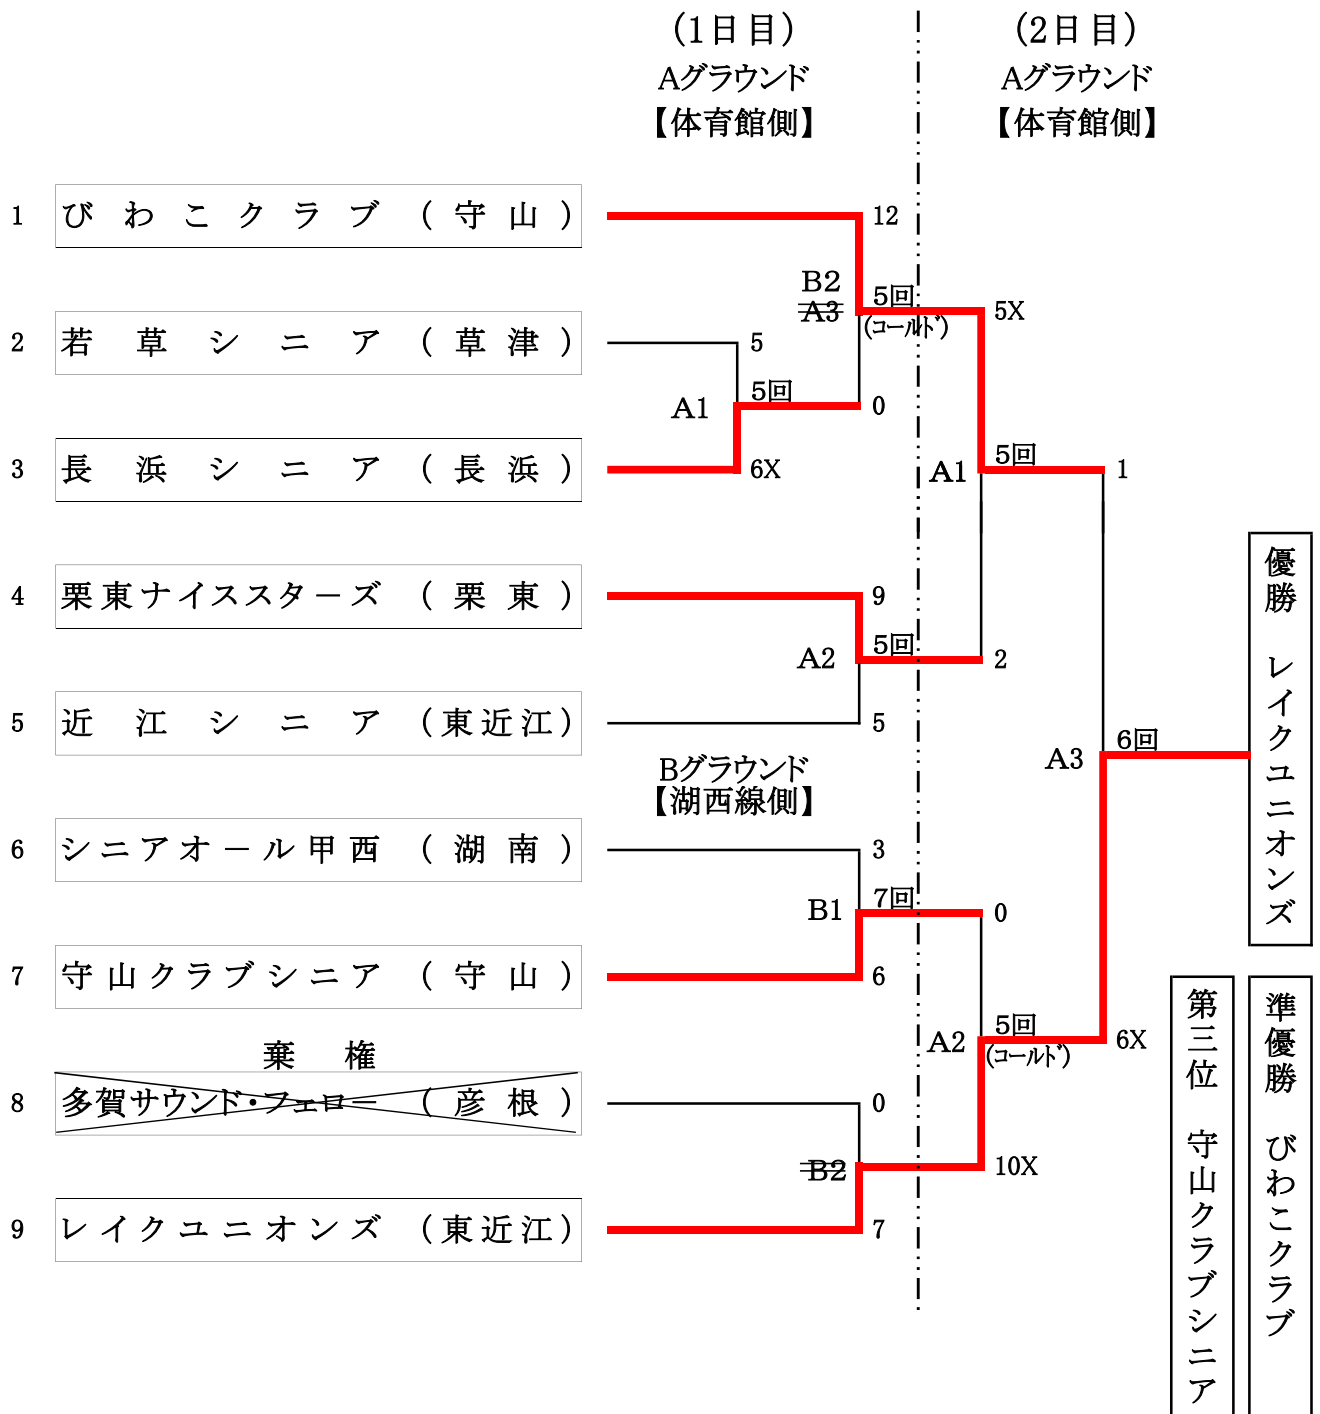 (1日目)
Aグラウンド
【体育館側】
(2日目)
Aグラウンド
【体育館側】
1 びわこクラブ (守山) 12
B2
A3
5回
(コールド)
5X
2 若草シニア (草津) 5
A1
5回
0
3 長浜シニア (長浜) 6X
A1
5回
1
4 栗東ナイススターズ (栗東) 9
A2
5回
2
5 近江シニア (東近江) 5
Bグラウンド
【湖西線側】
A3
6回
6 シニアオール甲西 (湖南) 3
B1
7回
0
7 守山クラブシニア (守山) 6
A2
5回
(コールド)
6X
棄権
8 多賀サウンド・フェロー (彦根) 0
B2
10X
9 レイクユニオンズ (東近江) 7
優勝 レイクユニオンズ
準優勝 びわこクラブ
第三位 守山クラブシニア